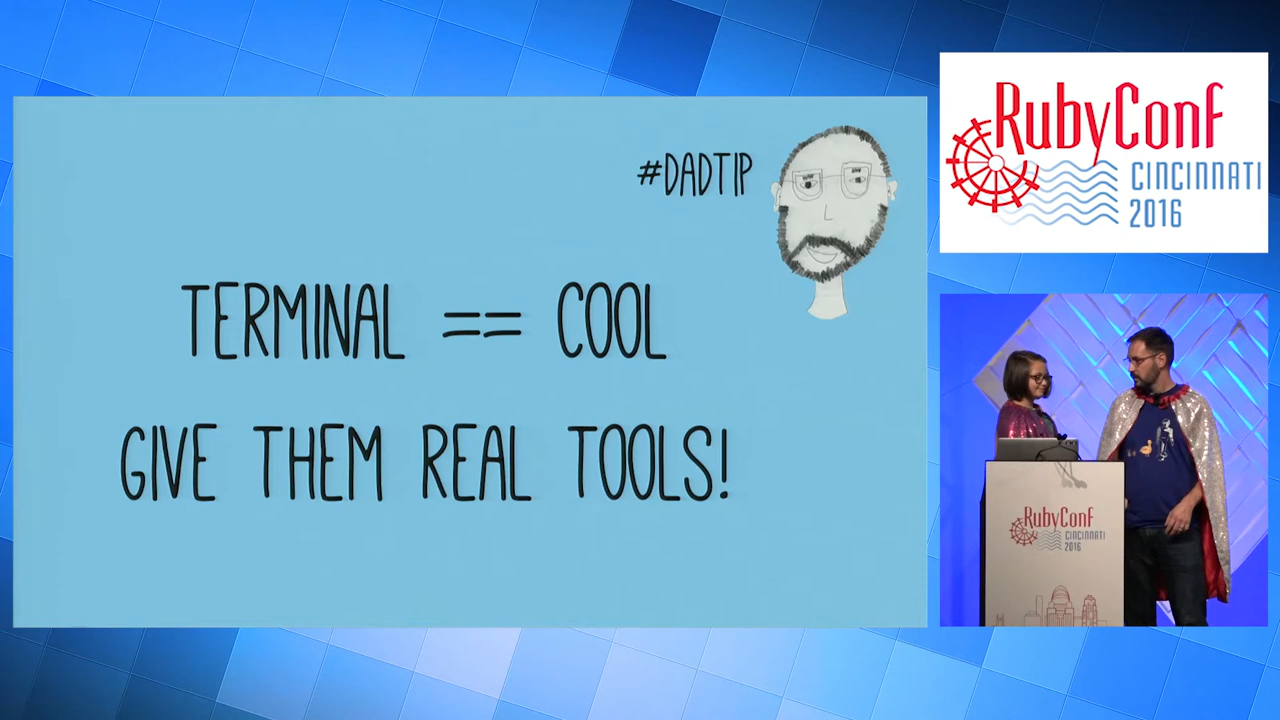 #DADTIP
TERMINAL == COOL
GIVE THEM REAL TOOLS!
RubyConf
CINCINNATI
2016
RubyConf
CINCINNATI
2016